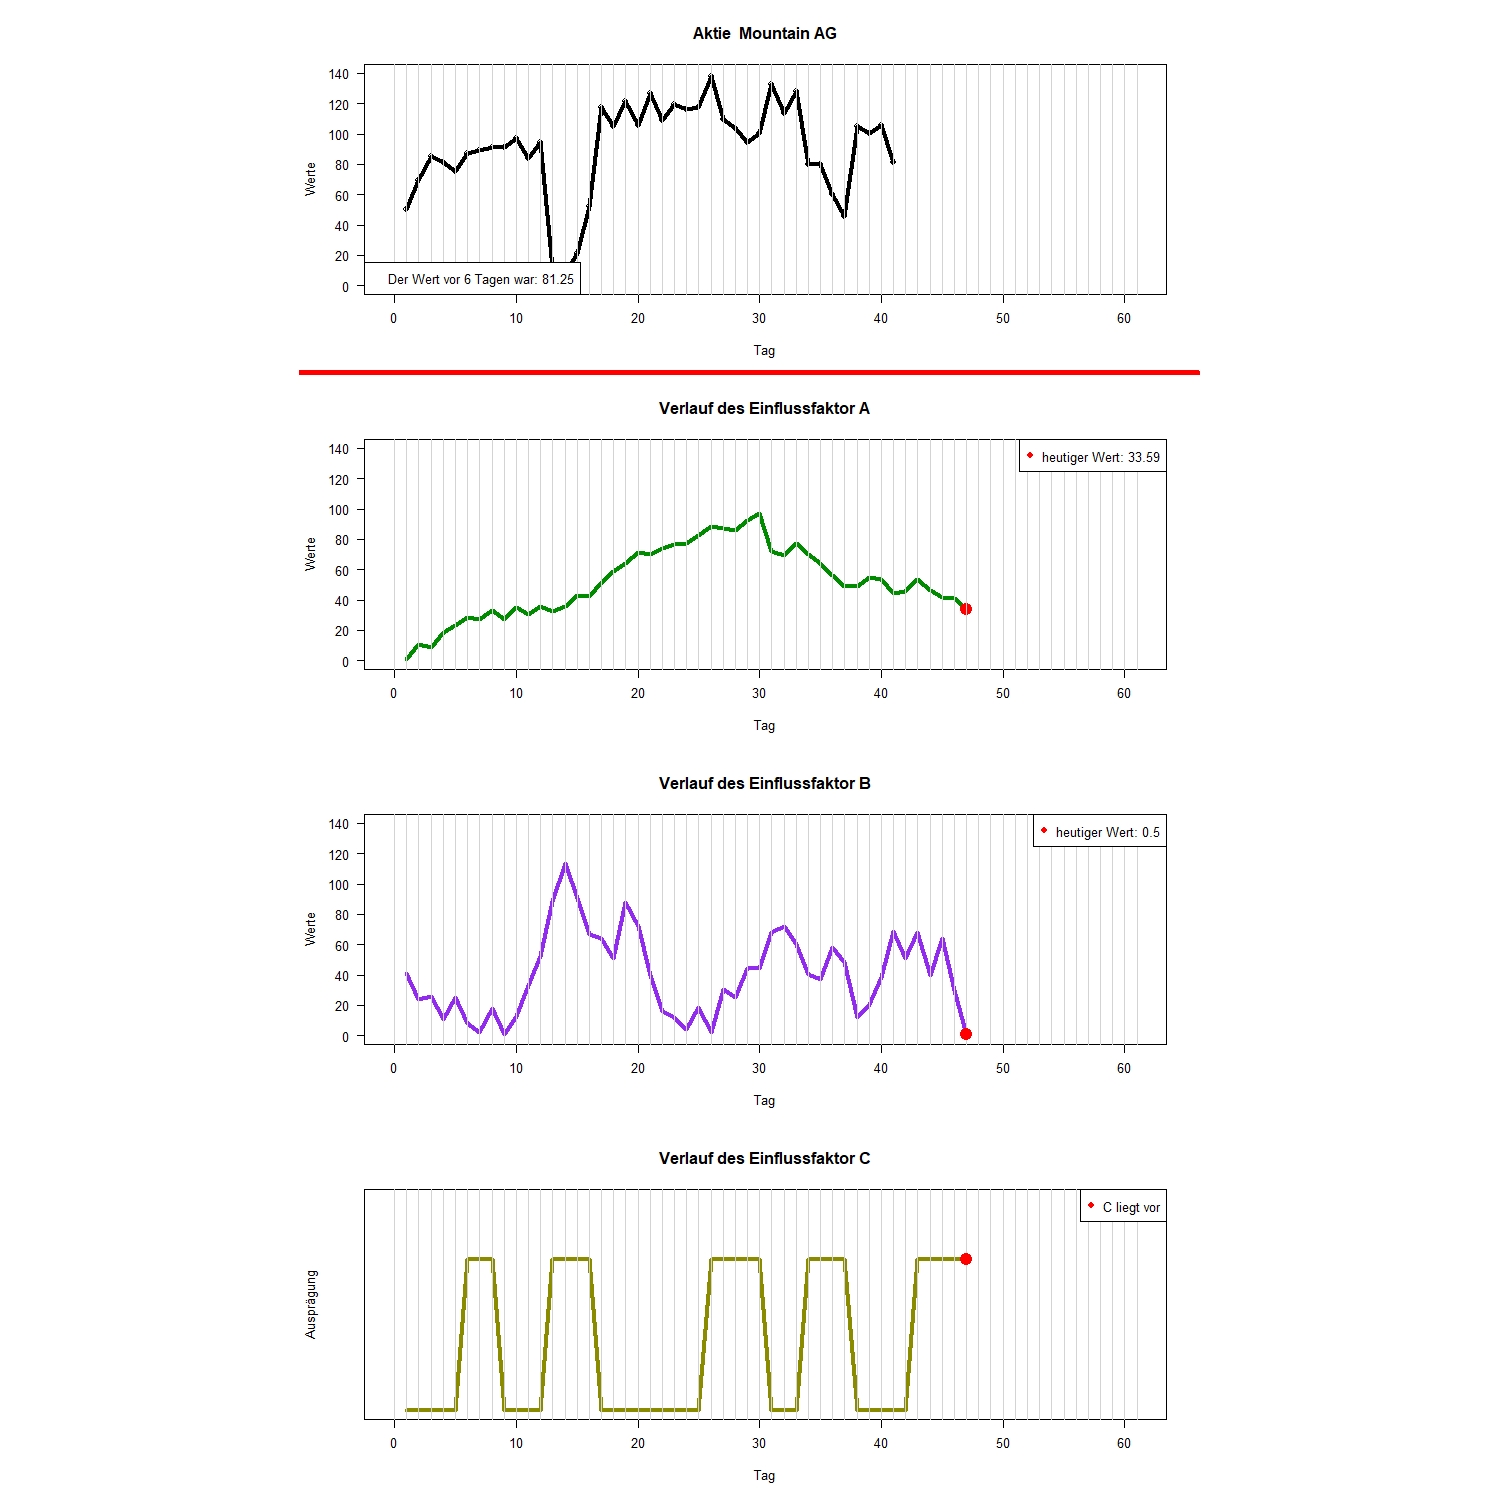 Aktie  Mountain AG
Werte
140
120
100
80
60
40
20
0
Der Wert vor 6 Tagen war: 81.25
0 10 20 30 40 50 60
Tag
Verlauf des Einflussfaktor A
Werte
140
120
100
80
60
40
20
0
heutiger Wert: 33.59
0 10 20 30 40 50 60
Tag
Verlauf des Einflussfaktor B
Werte
140
120
100
80
60
40
20
0
heutiger Wert: 0.5
0 10 20 30 40 50 60
Tag
Verlauf des Einflussfaktor C
Ausprägung
C liegt vor
0 10 20 30 40 50 60
Tag